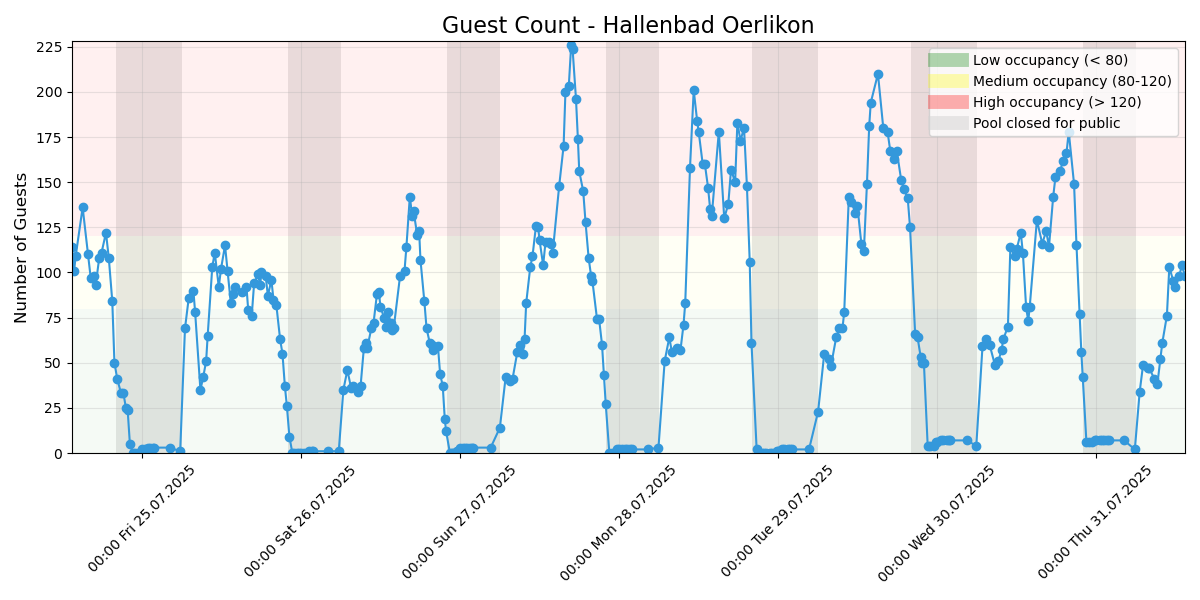 Guest Count - Hallenbad Oerlikon
Number of Guests
225
200
175
150
125
100
75
50
25
0
Low occupancy (< 80)
Medium occupancy (80-120)
High occupancy (> 120)
Pool closed for public
00:00 Fri 25.07.2025
00:00 Sat 26.07.2025
00:00 Sun 27.07.2025
00:00 Mon 28.07.2025
00:00 Tue 29.07.2025
00:00 Wed 30.07.2025
00:00 Thu 31.07.2025